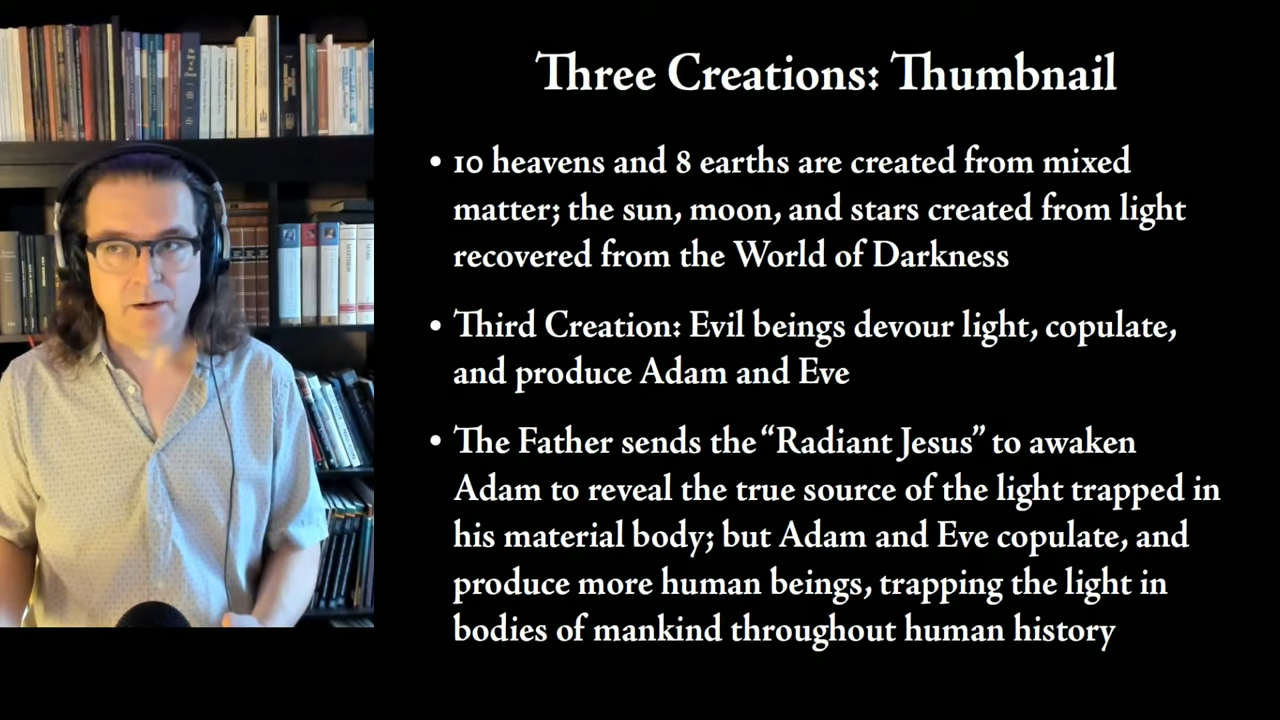 Three Creations: Thumbnail
• 10 heavens and 8 earths are created from mixed
matter; the sun, moon, and stars created from light
recovered from the World of Darkness
• Third Creation: Evil beings devour light, copulate,
and produce Adam and Eve
• The Father sends the “Radiant Jesus” to awaken
Adam to reveal the true source of the light trapped in
his material body; but Adam and Eve copulate, and
produce more human beings, trapping the light in
bodies of mankind throughout human history